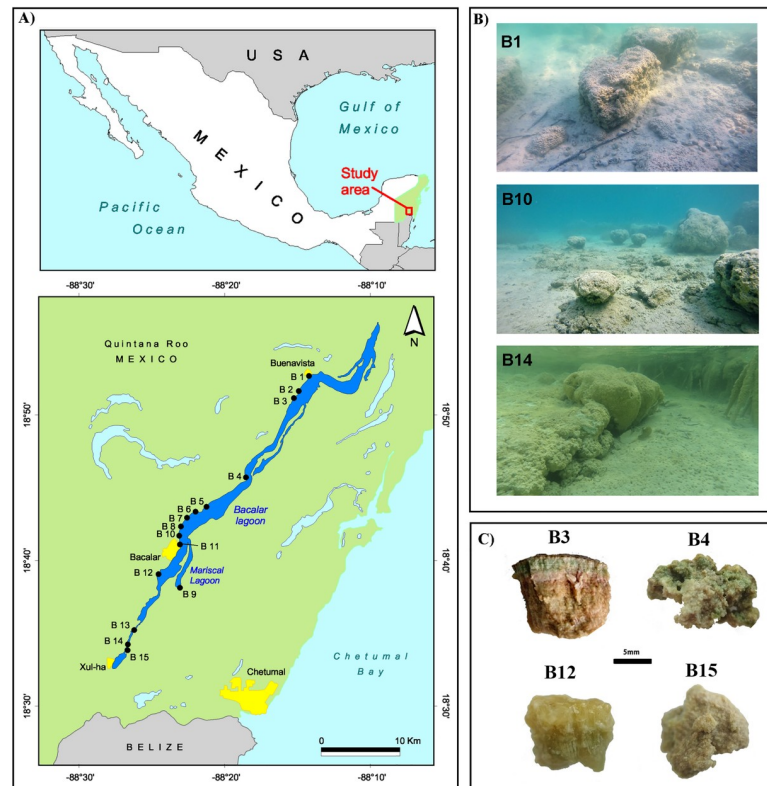 A)
U S A
Gulf of
Mexico
MEXICO
Study
area
Pacific
Ocean
-88°30'
-88°20'
-88°10'
Quintana Roo
MEXICO
N
Buenavista
B 1
B 2
B 3
18°50'
18°50'
B 4
B 5
B 6
B 7
B 8
B 10
Bacalar
lagoon
B 11
18°40'
18°40'
Bacalar
B 12
Mariscal
Lagoon
B 9
B 13
B 14
B 15
Xul-ha
Chetumal
Chetumal
Bay
18°30'
18°30'
BELIZE
0
10 Km
-88°30'
-88°20'
-88°10'
B)
B1
B10
B14
C)
B3
B4
5mm
B12
B15